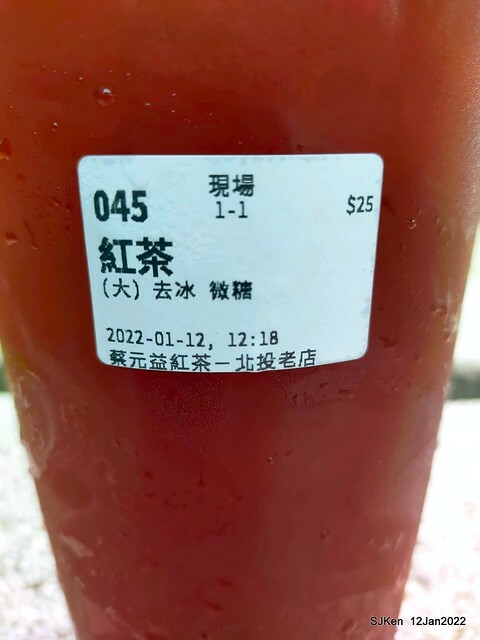 現場
045 1-1 $25
紅茶
(大) 去冰 微糖
2022-01-12, 12:18
蔡元益紅茶－北投老店
SJKen 12Jan2022